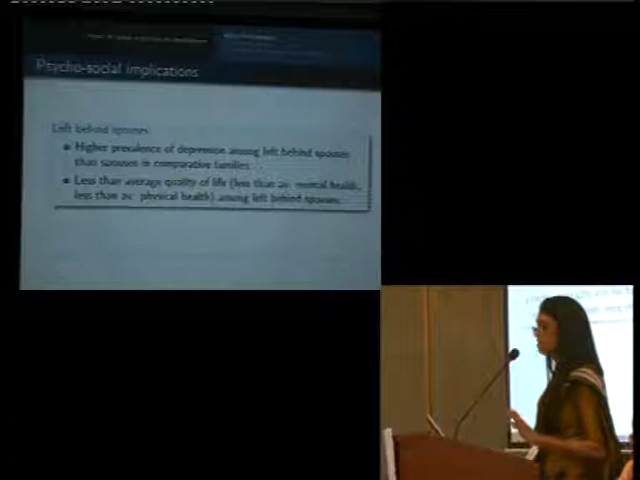 Psycho-social implications
Left behind spouses
Higher prevalence of depression among left behind spouses
than spouses in comparative families
Less than average quality of life (less than av. mental health,
less than av. physical health) among left behind spouses